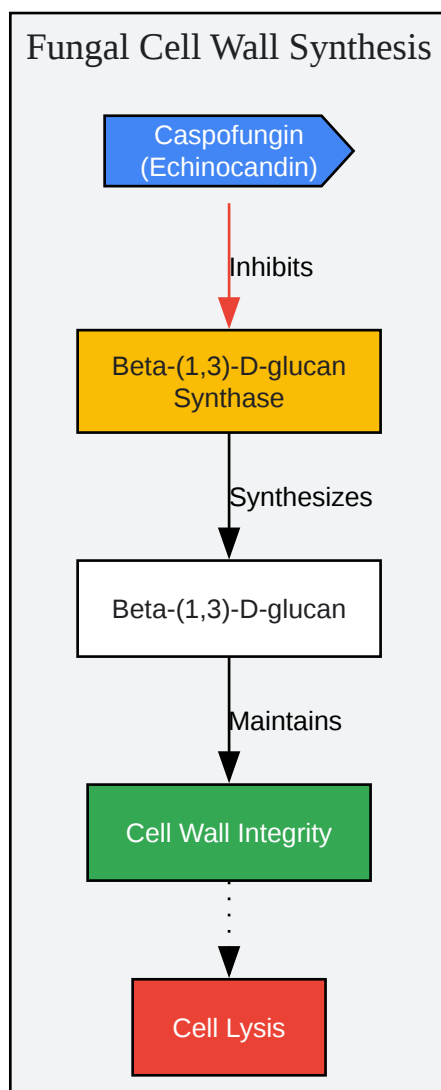 Fungal Cell Wall Synthesis
Caspofungin
(Echinocandin)
Inhibits
Beta-(1,3)-D-glucan
Synthase
Synthesizes
Beta-(1,3)-D-glucan
Maintains
Cell Wall Integrity
Cell Lysis